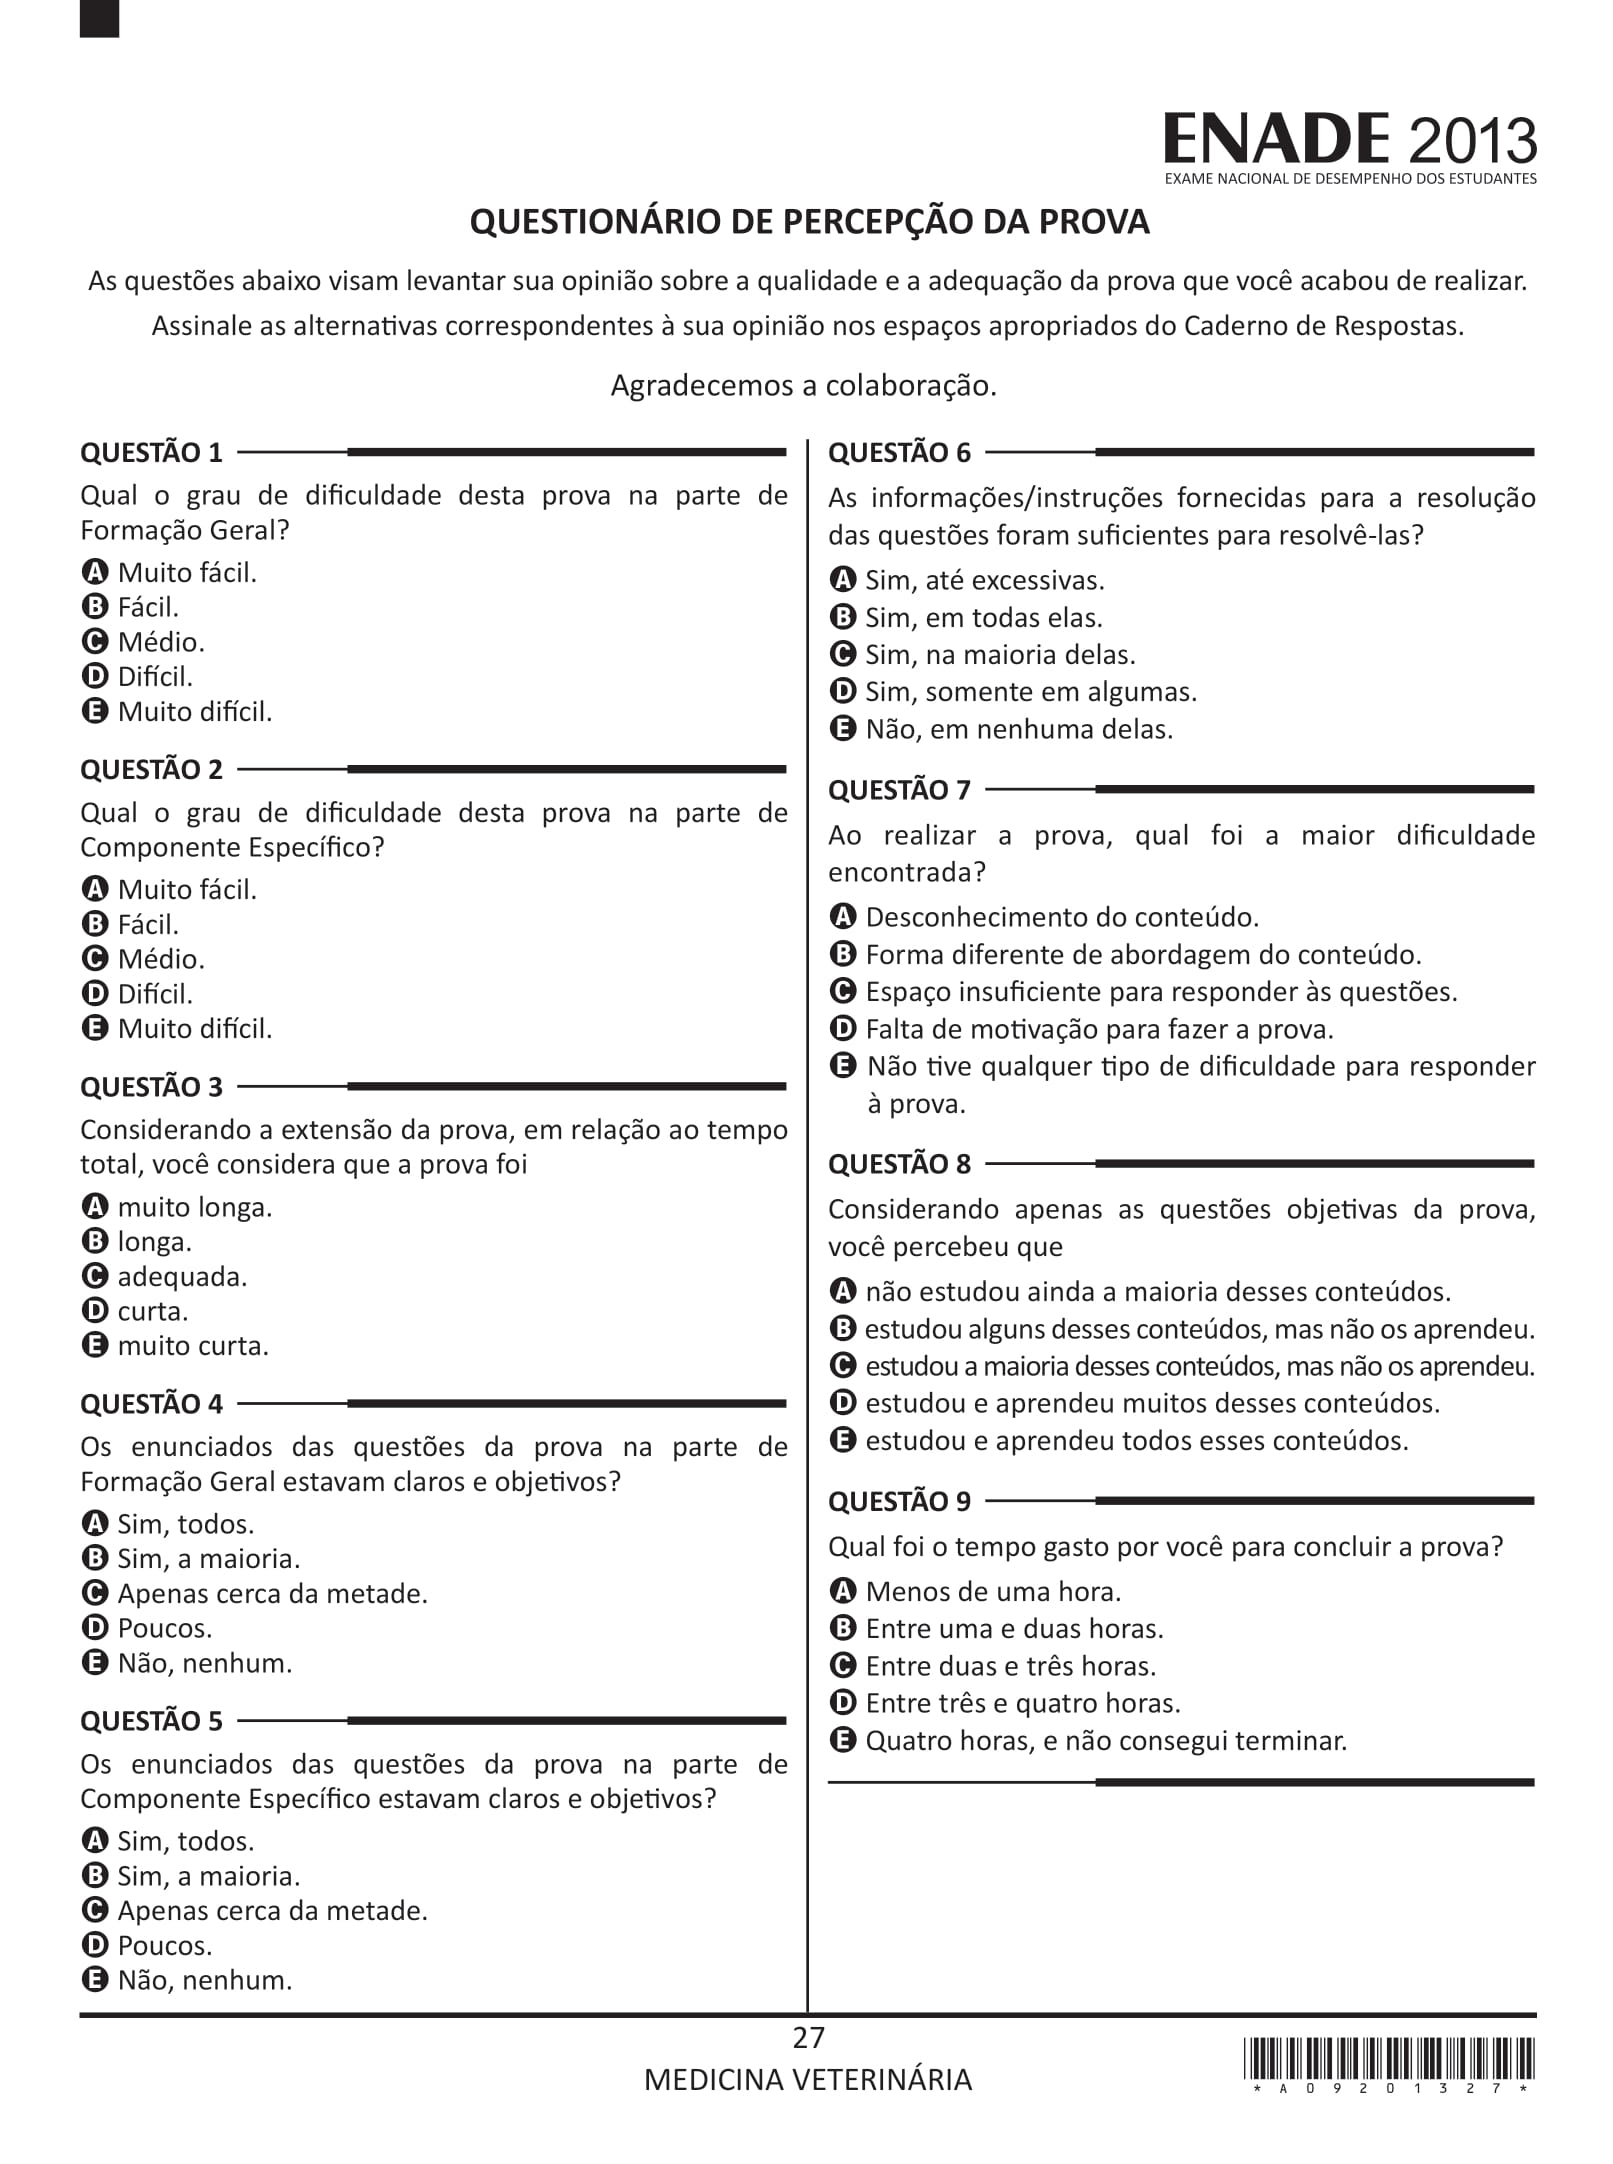 ENADE 2013
EXAME NACIONAL DE DESEMPENHO DOS ESTUDANTES
QUESTIONÁRIO DE PERCEPÇÃO DA PROVA
As questões abaixo visam levantar sua opinião sobre a qualidade e a adequação da prova que você acabou de realizar.
Assinale as alternativas correspondentes à sua opinião nos espaços apropriados do Caderno de Respostas.
Agradecemos a colaboração.
QUESTÃO 1
Qual o grau de dificuldade desta prova na parte de
Formação Geral?
A Muito fácil.
B Fácil.
C Médio.
D Difícil.
E Muito difícil.
QUESTÃO 2
Qual o grau de dificuldade desta prova na parte de
Componente Específico?
A Muito fácil.
B Fácil.
C Médio.
D Difícil.
E Muito difícil.
QUESTÃO 3
Considerando a extensão da prova, em relação ao tempo
total, você considera que a prova foi
A muito longa.
B longa.
C adequada.
D curta.
E muito curta.
QUESTÃO 4
Os enunciados das questões da prova na parte de
Formação Geral estavam claros e objetivos?
A Sim, todos.
B Sim, a maioria.
C Apenas cerca da metade.
D Poucos.
E Não, nenhum.
QUESTÃO 5
Os enunciados das questões da prova na parte de
Componente Específico estavam claros e objetivos?
A Sim, todos.
B Sim, a maioria.
C Apenas cerca da metade.
D Poucos.
E Não, nenhum.
QUESTÃO 6
As informações/instruções fornecidas para a resolução
das questões foram suficientes para resolvê-las?
A Sim, até excessivas.
B Sim, em todas elas.
C Sim, na maioria delas.
D Sim, somente em algumas.
E Não, em nenhuma delas.
QUESTÃO 7
Ao realizar a prova, qual foi a maior dificuldade
encontrada?
A Desconhecimento do conteúdo.
B Forma diferente de abordagem do conteúdo.
C Espaço insuficiente para responder às questões.
D Falta de motivação para fazer a prova.
E Não tive qualquer tipo de dificuldade para responder
à prova.
QUESTÃO 8
Considerando apenas as questões objetivas da prova,
você percebeu que
A não estudou ainda a maioria desses conteúdos.
B estudou alguns desses conteúdos, mas não os aprendeu.
C estudou a maioria desses conteúdos, mas não os aprendeu.
D estudou e aprendeu muitos desses conteúdos.
E estudou e aprendeu todos esses conteúdos.
QUESTÃO 9
Qual foi o tempo gasto por você para concluir a prova?
A Menos de uma hora.
B Entre uma e duas horas.
C Entre duas e três horas.
D Entre três e quatro horas.
E Quatro horas, e não consegui terminar.
27
MEDICINA VETERINÁRIA
*A09201327*